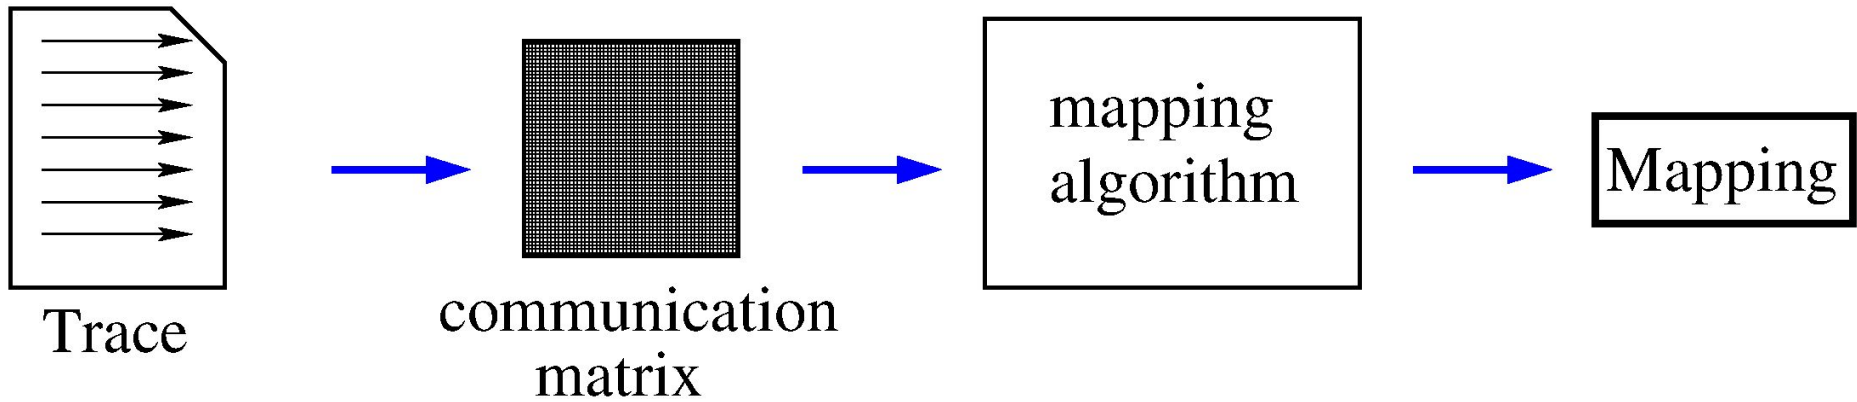 Trace
communication
matrix
mapping
algorithm
Mapping